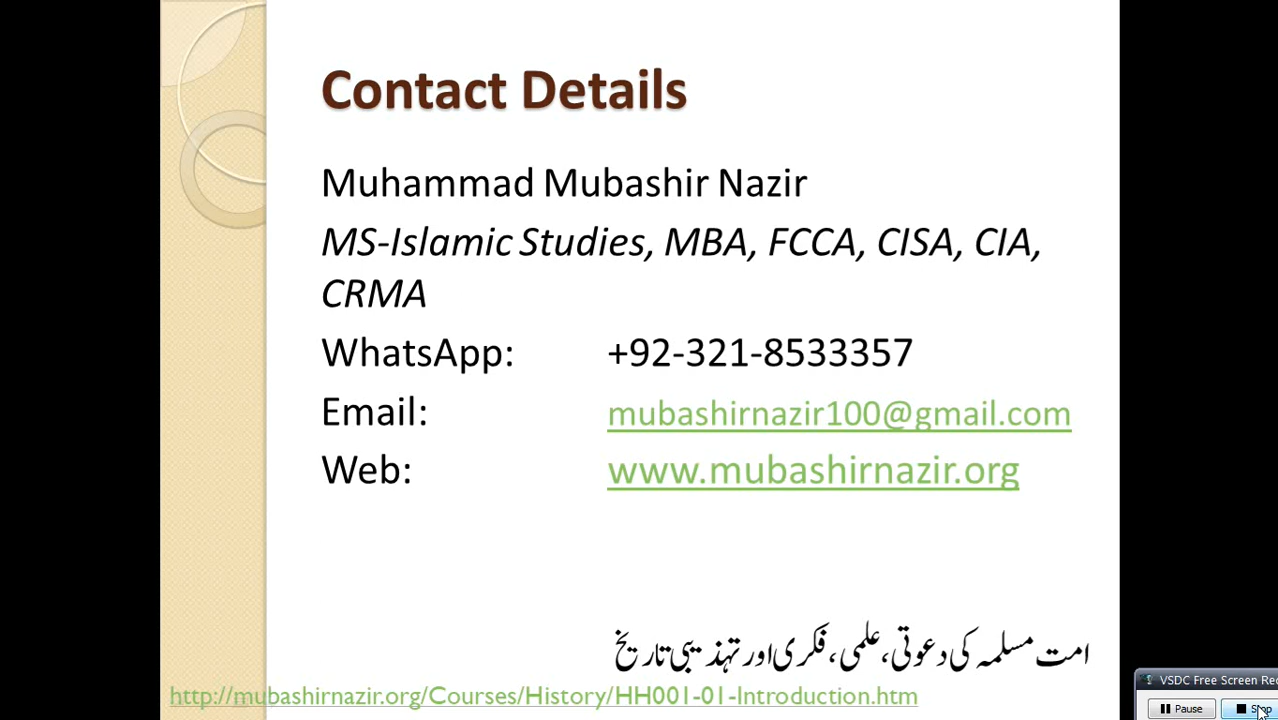 Contact Details
Muhammad Mubashir Nazir
MS-Islamic Studies, MBA, FCCA, CISA, CIA,
CRMA
WhatsApp: +92-321-8533357
Email: mubashirnazir100@gmail.com
Web: www.mubashirnazir.org
امت مسلمہ کی دعوتی، علمی، فکری اور تہذیبی تاریخ
http://mubashirnazir.org/Courses/History/HH001-01-Introduction.htm
VSDC Free Screen Rec
Pause Stop